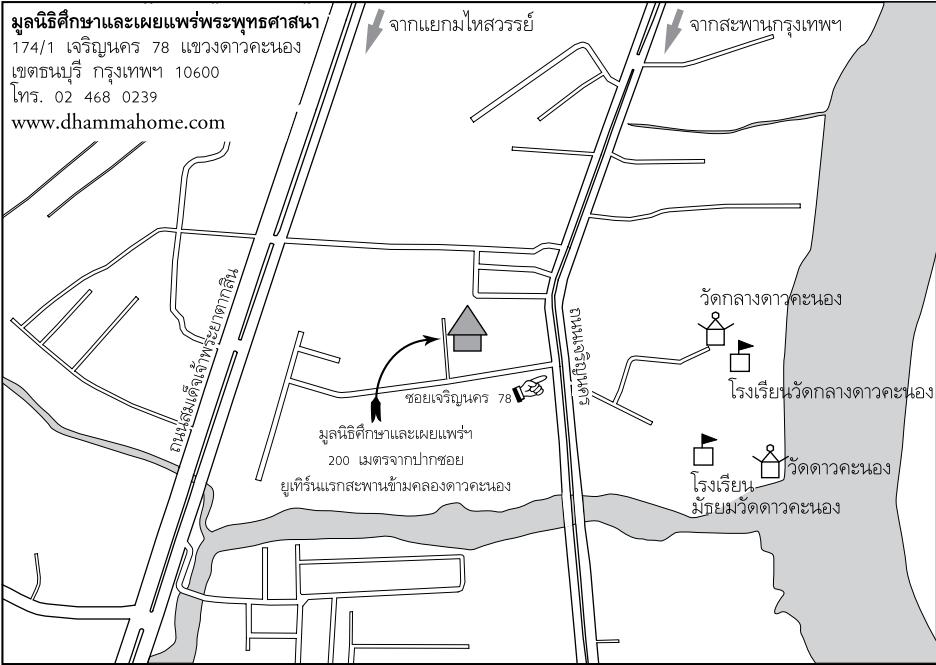 มูลนิธิศึกษาและเผยแพร่พระพุทธศาสนา
174/1 เจริญนคร 78 แขวงดาวคะนอง
เขตธนบุรี กรุงเทพฯ 10600
โทร. 02 468 0239
www.dhammahome.com
จากแยกมไหสวรรย์
จากสะพานกรุงเทพฯ
ถนนสมเด็จเจ้าพระยาตากสิน
ถนนเจริญนคร
วัดกลางดาวคะนอง
โรงเรียนวัดกลางดาวคะนอง
ซอยเจริญนคร 78
มูลนิธิศึกษาและเผยแพร่ฯ
200 เมตรจากปากซอย
ยูเทิร์นแรกสะพานข้ามคลองดาวคะนอง
วัดดาวคะนอง
โรงเรียน
มัธยมวัดดาวคะนอง